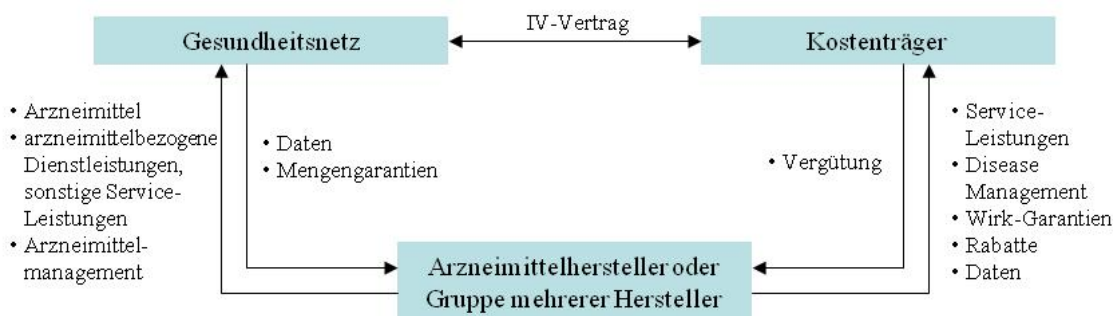 IV-Vertrag
Gesundheitsnetz
Kostenträger
• Arzneimittel
• arzneimittelbezogene
Dienstleistungen,
sonstige Service-
Leistungen
• Arzneimittel-
management
• Daten
• Mengengarantien
• Vergütung
• Service-
Leistungen
• Disease
Management
• Wirk-Garantien
• Rabatte
• Daten
Arzneimittelhersteller oder
Gruppe mehrerer Hersteller